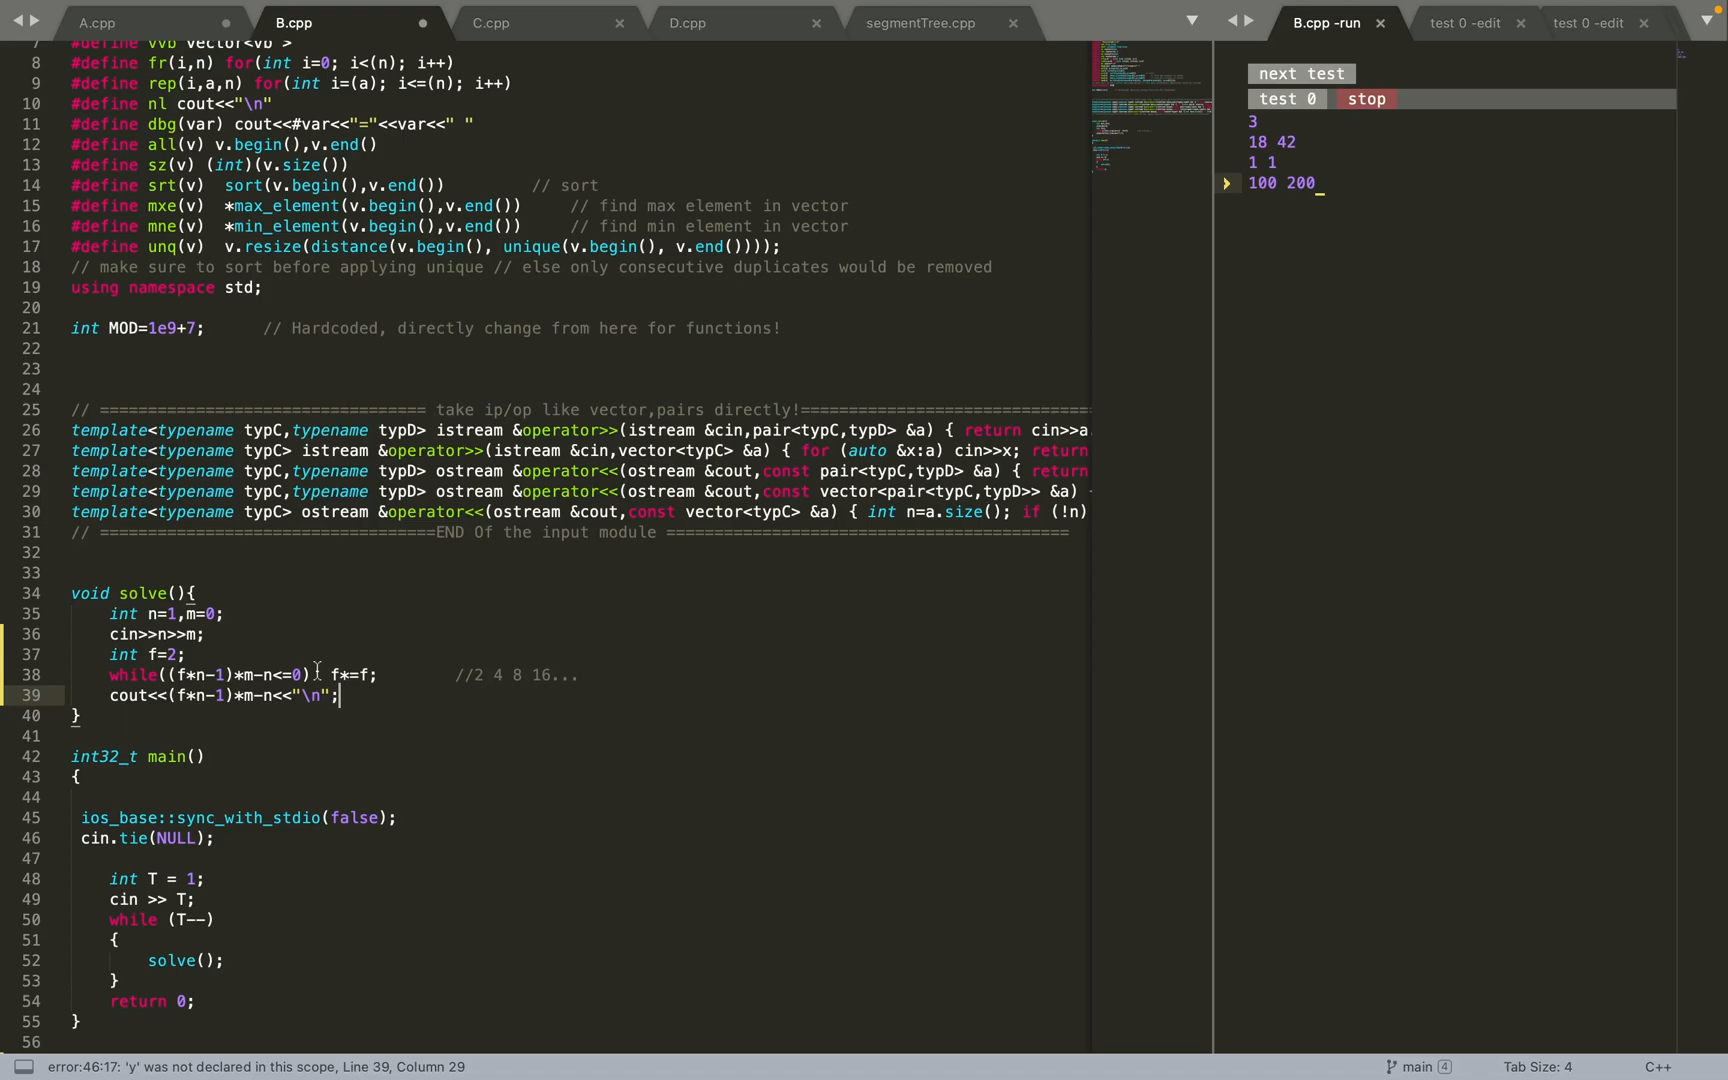 A.cpp B.cpp C.cpp D.cpp segmentTree.cpp B.cpp -run test 0 -edit test 0 -edit
7 #define vvb vector<vb >
8 #define fr(i,n) for(int i=0; i<(n); i++)
9 #define rep(i,a,n) for(int i=(a); i<=(n); i++)
10 #define nl cout<<"\n"
11 #define dbg(var) cout<<#var<<"="<<var<<" "
12 #define all(v) v.begin(),v.end()
13 #define sz(v) (int)(v.size())
14 #define srt(v)  sort(v.begin(),v.end())         // sort
15 #define mxe(v)  *max_element(v.begin(),v.end())     // find max element in vector
16 #define mne(v)  *min_element(v.begin(),v.end())     // find min element in vector
17 #define unq(v)  v.resize(distance(v.begin(), unique(v.begin(), v.end())));
18 // make sure to sort before applying unique // else only consecutive duplicates would be removed
19 using namespace std;
20
21 int MOD=1e9+7;      // Hardcoded, directly change from here for functions!
22
23
24
25 // ================================== take ip/op like vector,pairs directly!==============================
26 template<typename typC,typename typD> istream &operator>>(istream &cin,pair<typC,typD> &a) { return cin>>a.
27 template<typename typC> istream &operator>>(istream &cin,vector<typC> &a) { for (auto &x:a) cin>>x; return
28 template<typename typC,typename typD> ostream &operator<<(ostream &cout,const pair<typC,typD> &a) { return
29 template<typename typC,typename typD> ostream &operator<<(ostream &cout,const vector<pair<typC,typD>> &a) {
30 template<typename typC> ostream &operator<<(ostream &cout,const vector<typC> &a) { int n=a.size(); if (!n)
31 // ===================================END Of the input module ==========================================
32
33
34 void solve(){
35     int n=1,m=0;
36     cin>>n>>m;
37     int f=2;
38     while((f*n-1)*m-n<=0)  f*=f;        //2 4 8 16...
39     cout<<(f*n-1)*m-n<<"\n";
40 }
41
42 int32_t main()
43 {
44
45  ios_base::sync_with_stdio(false);
46  cin.tie(NULL);
47
48     int T = 1;
49     cin >> T;
50     while (T--)
51     {
52         solve();
53     }
54     return 0;
55 }
56
next test
test 0 stop
3
18 42
1 1
100 200
error:46:17: 'y' was not declared in this scope, Line 39, Column 29 main 4 Tab Size: 4 C++